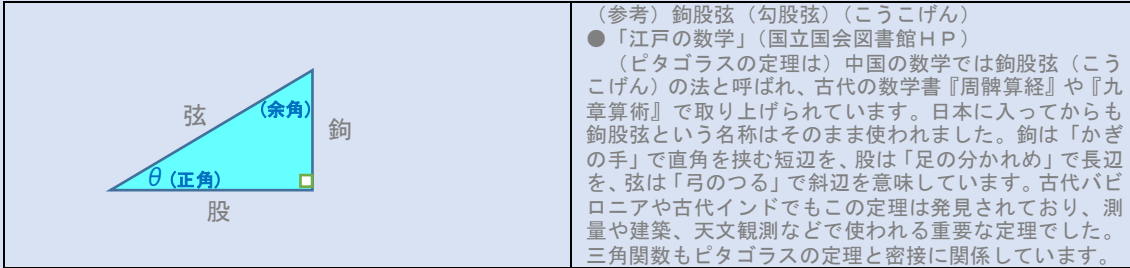 弦
(余角)
鉤
θ (正角)
股
（参考）鉤股弦（勾股弦）（こうこげん）
●「江戸の数学」（国立国会図書館ＨＰ）
（ピタゴラスの定理は）中国の数学では鉤股弦（こう
こげん）の法と呼ばれ、古代の数学書『周髀算経』や『九
章算術』で取り上げられています。日本に入ってからも
鉤股弦という名称はそのまま使われました。鉤は「かぎ
の手」で直角を挟む短辺を、股は「足の分かれめ」で長辺
を、弦は「弓のつる」で斜辺を意味しています。古代バビ
ロニアや古代インドでもこの定理は発見されており、測
量や建築、天文観測などで使われる重要な定理でした。
三角関数もピタゴラスの定理と密接に関係しています。